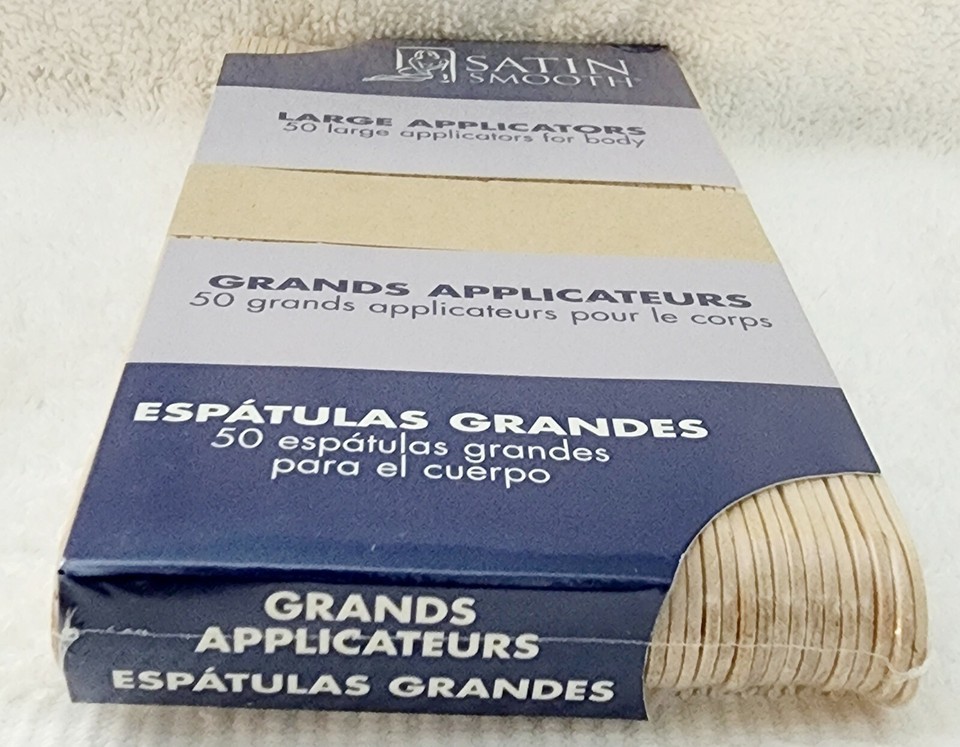 SATIN
SMOOTH
LARGE APPLICATORS
50 large applicators for body
GRANDS APPLICATEURS
50 grands applicateurs pour le corps
ESPÁTULAS GRANDES
50 espátulas grandes
para el cuerpo
GRANDS
APPLICATEURS
ESPÁTULAS GRANDES